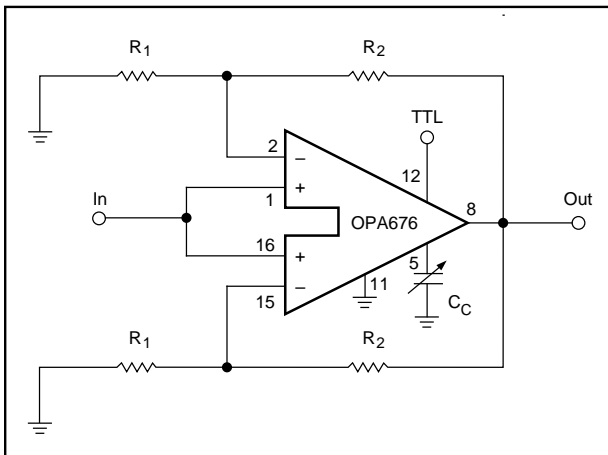 R1
R2
TTL
2
–
12
+
1
In
8
Out
OPA676
16
+
5
11
–
15
CC
R1
R2